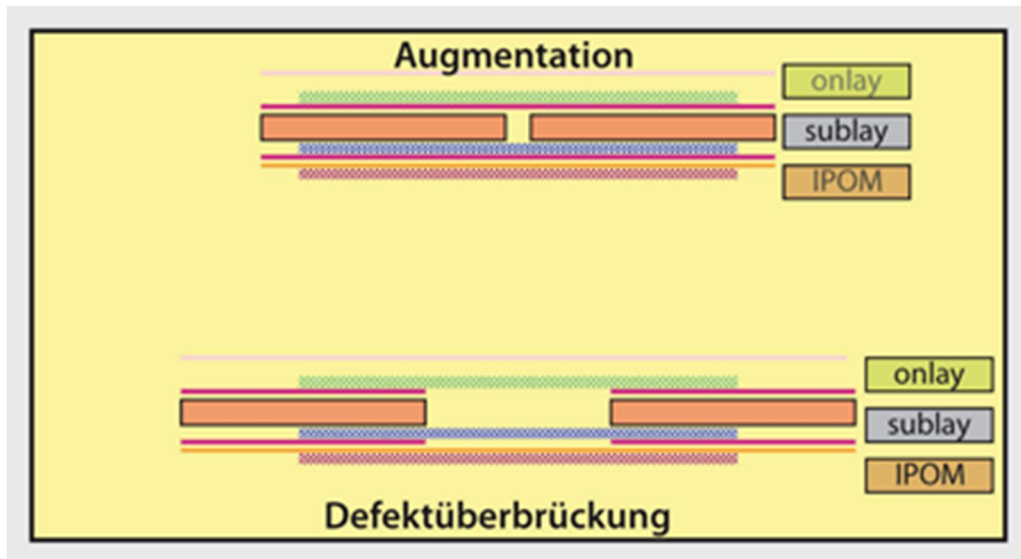 Augmentation
onlay
sublay
IPOM
onlay
sublay
IPOM
Defektüberbrückung